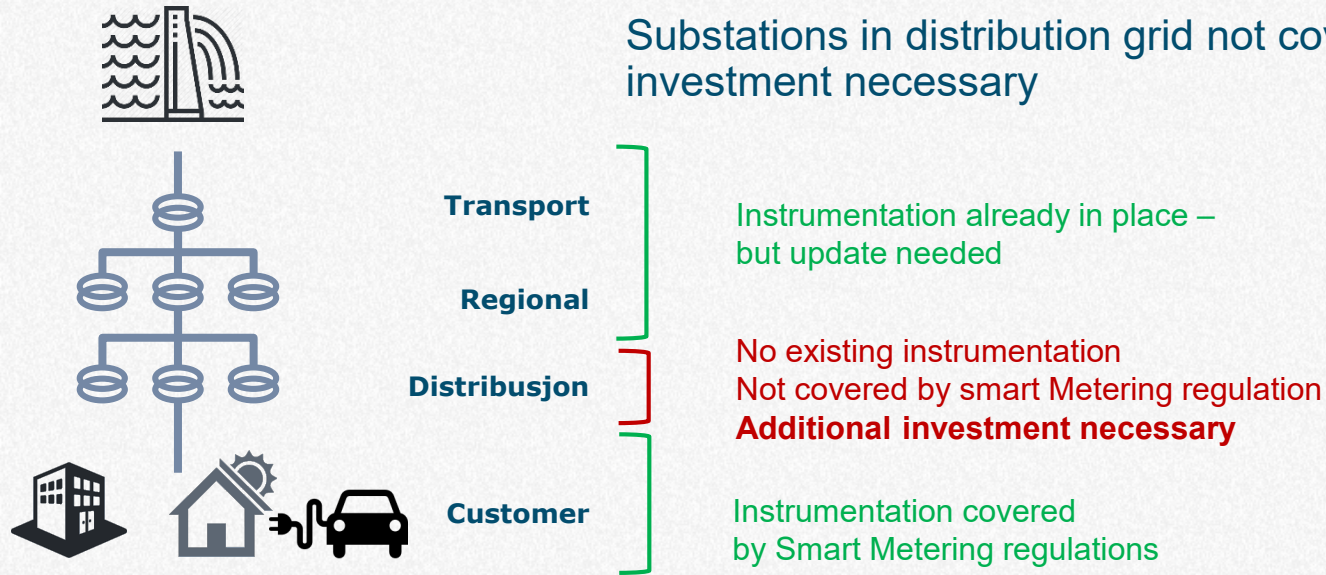 Substations in distribution grid not
investment necessary
Transport
Instrumentation already in place –
but update needed
Regional
No existing instrumentation
Distribusjon
Not covered by smart Metering regulation
Additional investment necessary
Customer
Instrumentation covered
by Smart Metering regulations